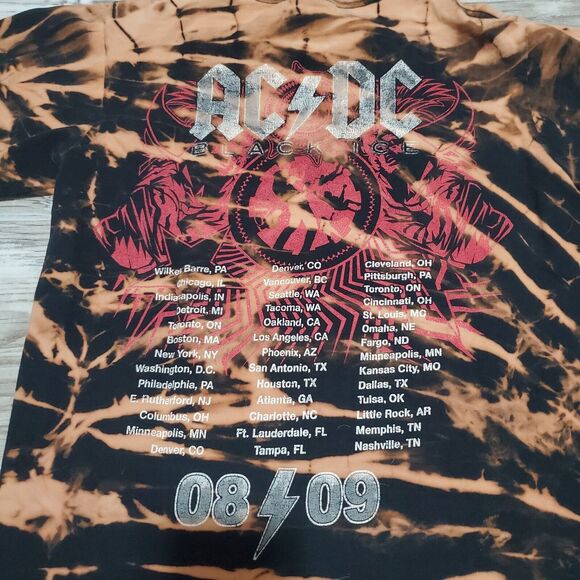 AC⚡DC
BLACK ICE
Wilkes Barre, PA
Chicago, IL
Indianapolis, IN
Detroit, MI
Toronto, ON
Boston, MA
New York, NY
Washington, D.C.
Philadelphia, PA
E. Rutherford, NJ
Columbus, OH
Minneapolis, MN
Denver, CO
Denver, CO
Vancouver, BC
Seattle, WA
Tacoma, WA
Oakland, CA
Los Angeles, CA
Phoenix, AZ
San Antonio, TX
Houston, TX
Atlanta, GA
Charlotte, NC
Ft. Lauderdale, FL
Tampa, FL
Cleveland, OH
Pittsburgh, PA
Toronto, ON
Cincinnati, OH
St. Louis, MO
Omaha, NE
Fargo, ND
Minneapolis, MN
Kansas City, MO
Dallas, TX
Tulsa, OK
Little Rock, AR
Memphis, TN
Nashville, TN
08⚡09